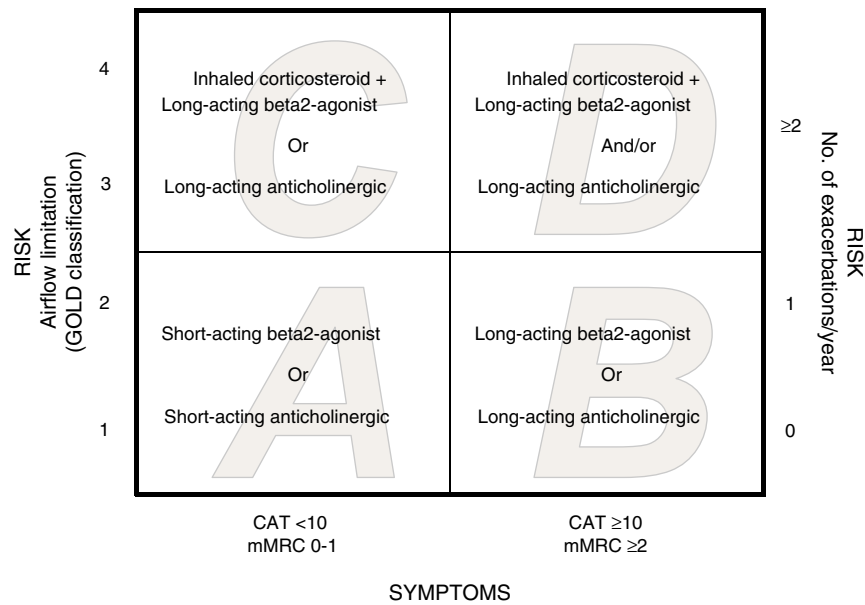 C
D
4
3
2
1
RISK
Airflow limitation
(GOLD classification)
Inhaled corticosteroid +
Long-acting beta2-agonist
Or
Long-acting anticholinergic
Inhaled corticosteroid +
Long-acting beta2-agonist
And/or
Long-acting anticholinergic
A
B
Short-acting beta2-agonist
Or
Short-acting anticholinergic
Long-acting beta2-agonist
Or
Long-acting anticholinergic
≥2
1
0
No. of exacerbations/year
RISK
CAT <10
mMRC 0-1
CAT ≥10
mMRC ≥2
SYMPTOMS